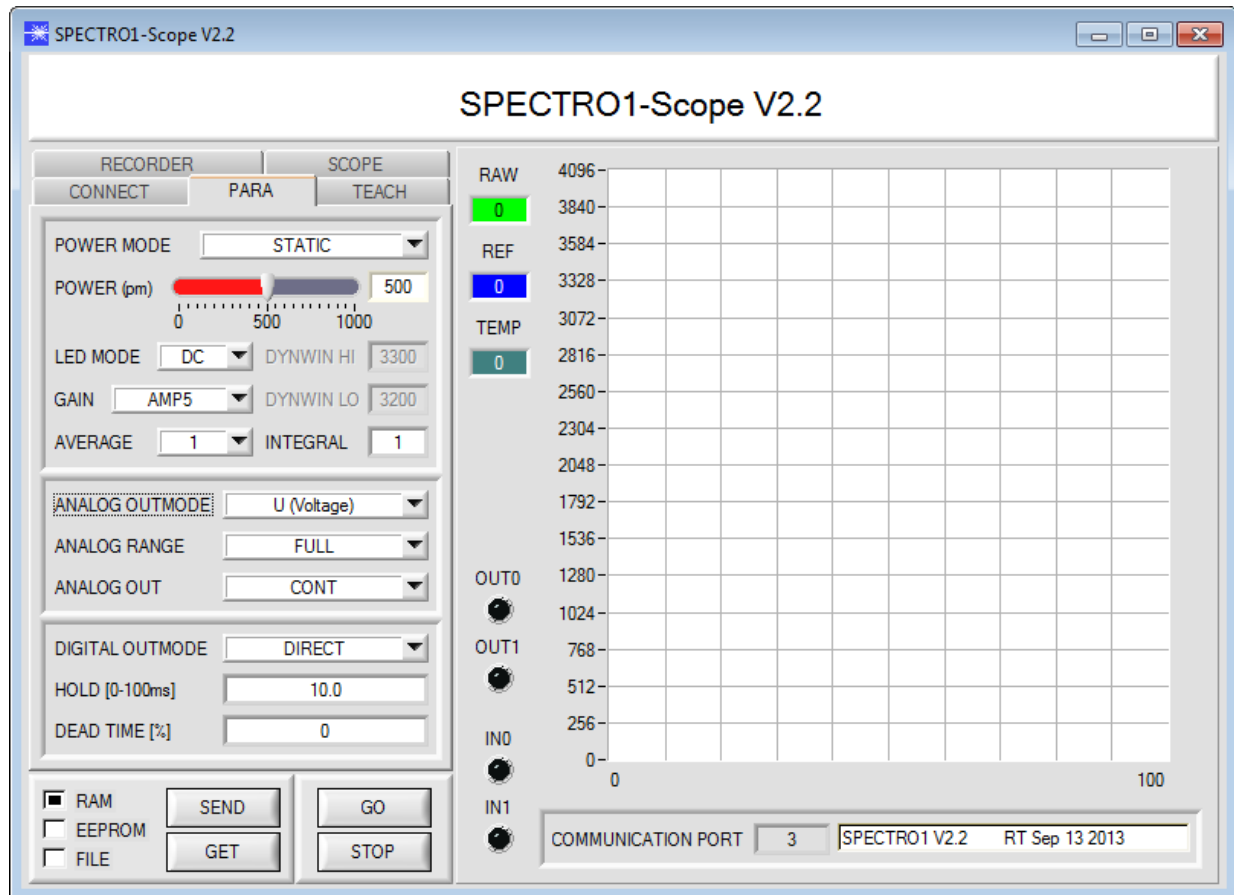 SPECTRO1-Scope V2.2
SPECTRO1-Scope V2.2
RECORDER SCOPE
CONNECT PARA TEACH
POWER MODE STATIC
POWER (pm) 500
0 500 1000
LED MODE DC DYNWIN HI 3300
GAIN AMP5 DYNWIN LO 3200
AVERAGE 1 INTEGRAL 1
ANALOG OUTMODE U (Voltage)
ANALOG RANGE FULL
ANALOG OUT CONT
DIGITAL OUTMODE DIRECT
HOLD [0-100ms] 10.0
DEAD TIME [%] 0
RAM
EEPROM
FILE
SEND
GET
GO
STOP
RAW
0
REF
0
TEMP
0
OUT0
OUT1
IN0
IN1
4096
3840
3584
3328
3072
2816
2560
2304
2048
1792
1536
1280
1024
768
512
256
0
0 100
COMMUNICATION PORT 3 SPECTRO1 V2.2 RT Sep 13 2013